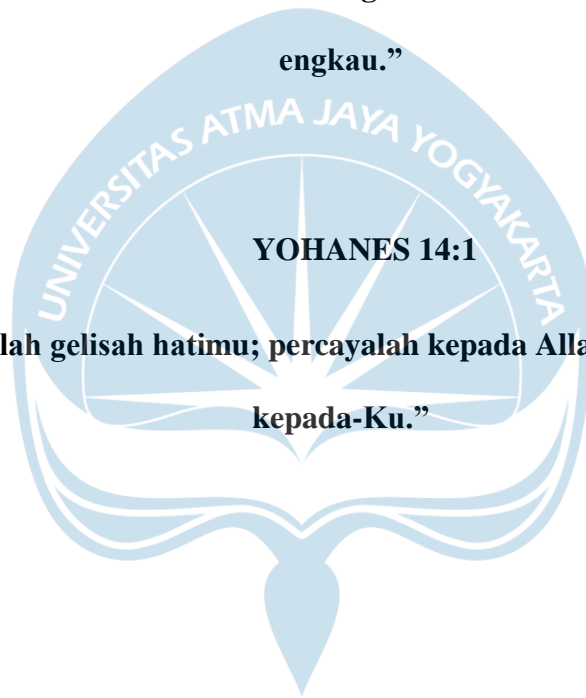 engkau.”
UNIVERSITAS ATMA JAYA YOGYAKARTA
YOHANES 14:1
lah gelisah hatimu; percayalah kepada Alla
kepada-Ku.”